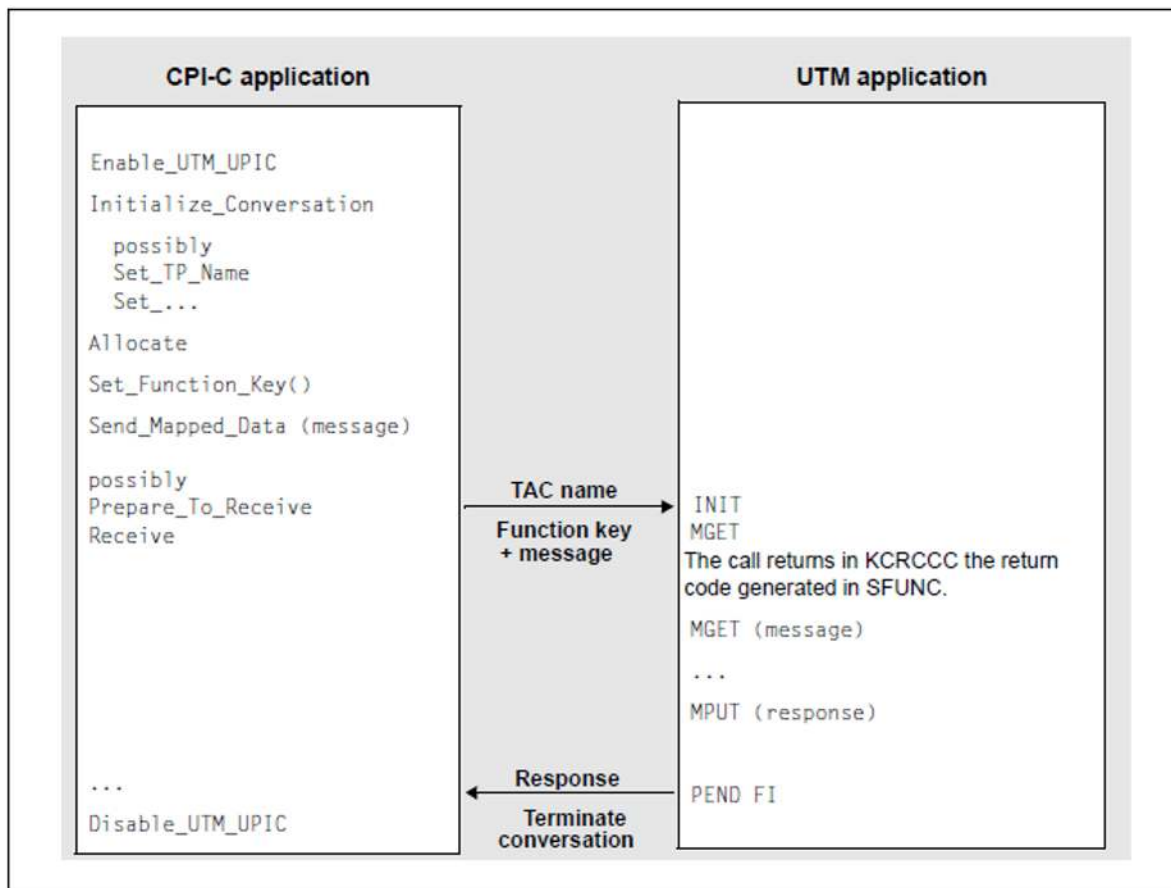 CPI-C application
Enable_UTM_UPIC
Initialize_Conversation
possibly
Set_TP_Name
Set_...
Allocate
Set_Function_Key()
Send_Mapped_Data (message)
possibly
Prepare_To_Receive
Receive
...
Disable_UTM_UPIC
TAC name
Function key
+ message
Response
Terminate
conversation
UTM application
INIT
MGET
The call returns in KCRCCC the return
code generated in SFUNC.
MGET (message)
...
MPUT (response)
PEND FI